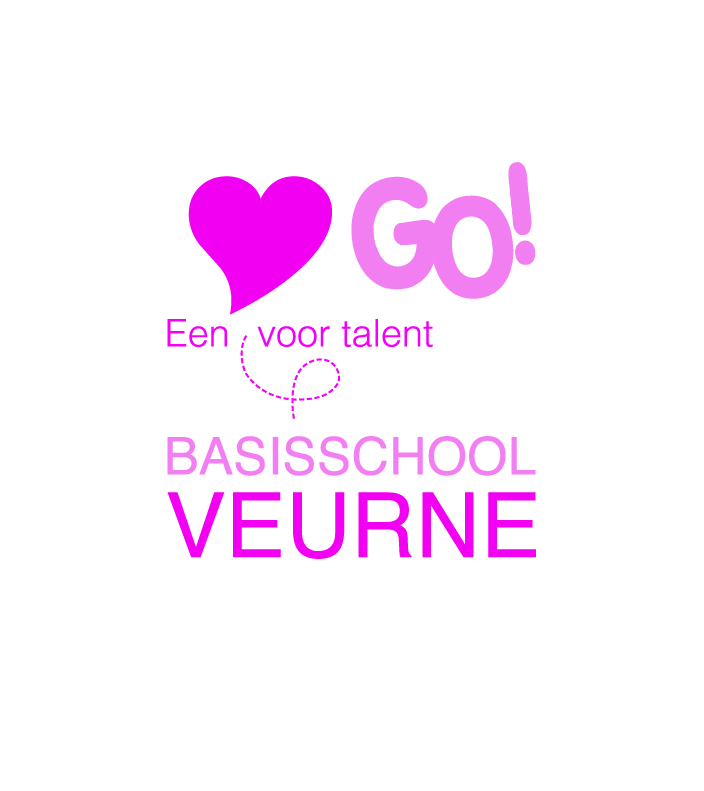 GO!
Een voor talent
BASISSCHOOL
VEURNE